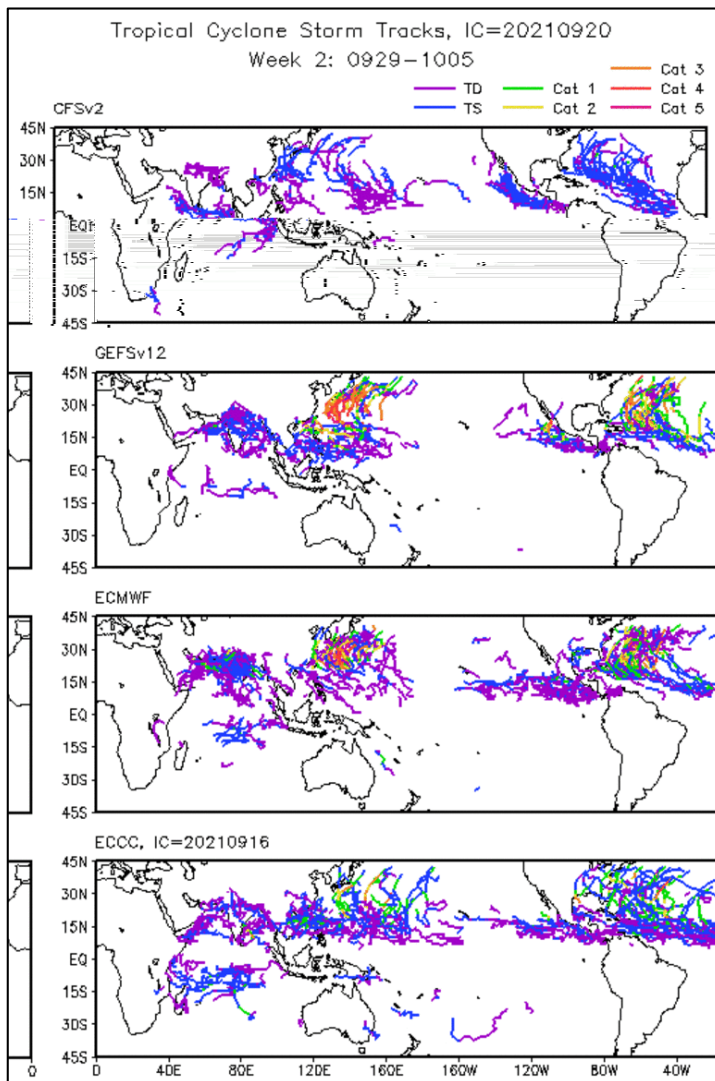 Tropical Cyclone Storm Tracks, IC=20210920
Week 2: 0929-1005
TD
TS
Cat 1
Cat 2
Cat 3
Cat 4
Cat 5
CFSv2
45N
30N
15N
EQ
15S
30S
45S
GEFSv12
45N
30N
15N
EQ
15S
30S
45S
ECMWF
45N
30N
15N
EQ
15S
30S
45S
ECCC, IC=20210916
45N
30N
15N
EQ
15S
30S
45S
0 0 40E 80E 120E 160E 160W 120W 80W 40W